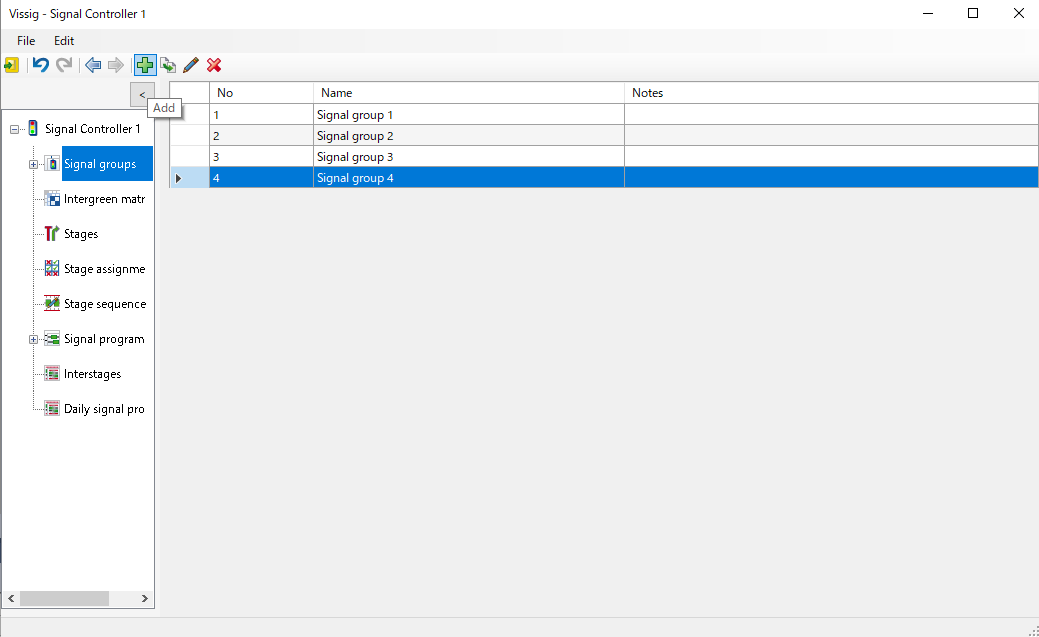 Vissig - Signal Controller 1
File Edit
<
Add
Signal Controller 1
Signal groups
Intergreen matr
Stages
Stage assignme
Stage sequence
Signal program
Interstages
Daily signal pro
No Name Notes
1 Signal group 1
2 Signal group 2
3 Signal group 3
4 Signal group 4